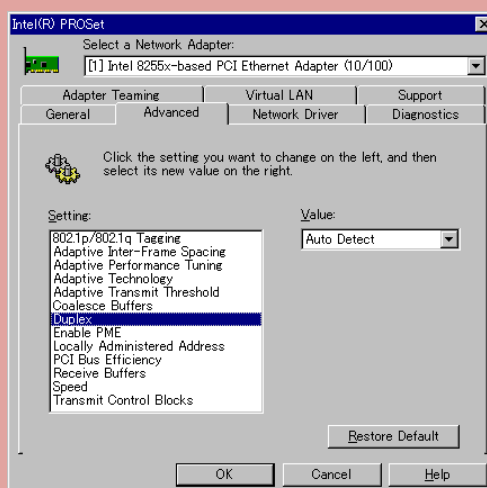 Intel(R) PROSet
Select a Network Adapter:
[1] Intel 8255x-based PCI Ethernet Adapter (10/100)
Adapter Teaming Virtual LAN Support
General Advanced Network Driver Diagnostics
Click the setting you want to change on the left, and then
select its new value on the right.
Setting: Value:
802.1p/802.1q Tagging Auto Detect
Adaptive Inter-Frame Spacing
Adaptive Performance Tuning
Adaptive Technology
Adaptive Transmit Threshold
Coalesce Buffers
Duplex
Enable PME
Locally Administered Address
PCI Bus Efficiency
Receive Buffers
Speed
Transmit Control Blocks
Restore Default
OK Cancel Help